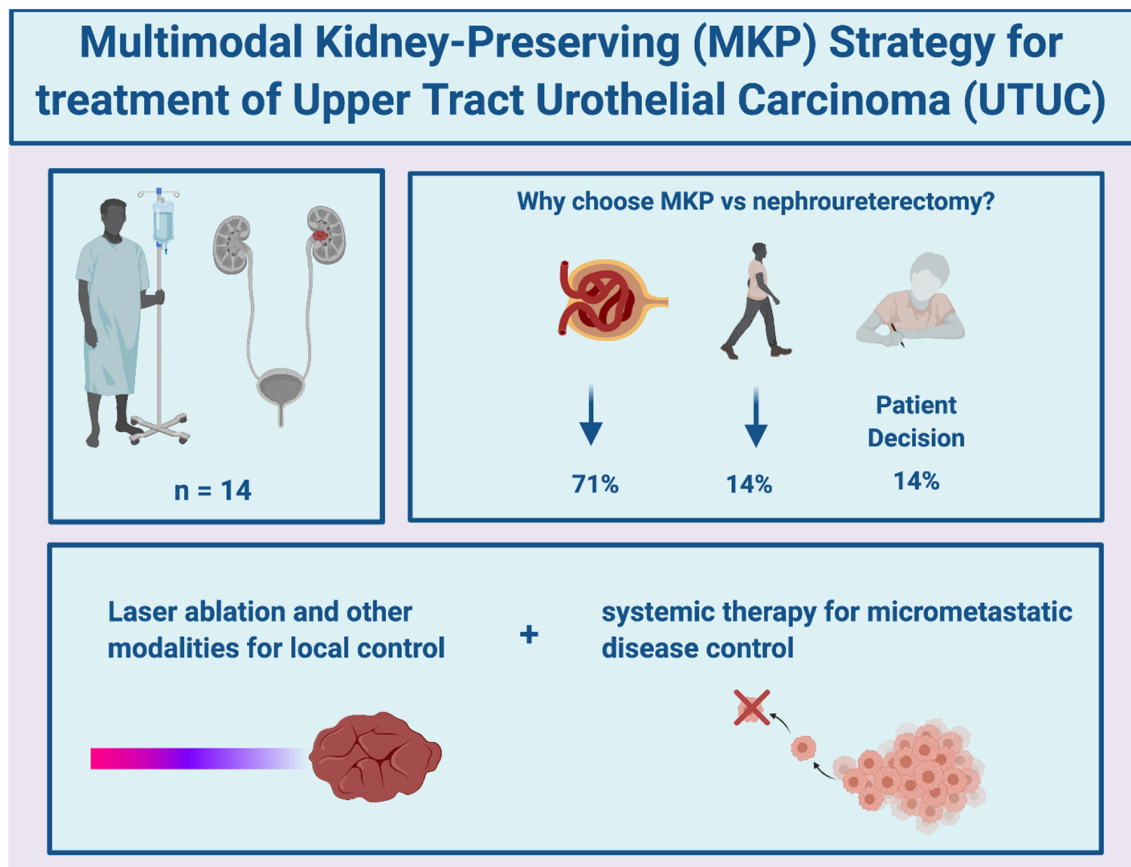 Multimodal Kidney-Preserving (MKP) Strategy for
treatment of Upper Tract Urothelial Carcinoma (UTUC)
n = 14
Why choose MKP vs nephroureterectomy?
Patient
Decision
71%
14%
14%
Laser ablation and other
modalities for local control
+
systemic therapy for micrometastatic
disease control